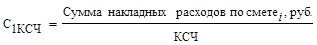 С1КСЧ = Сумма накладных расходов по сметеi, руб.
КСЧ